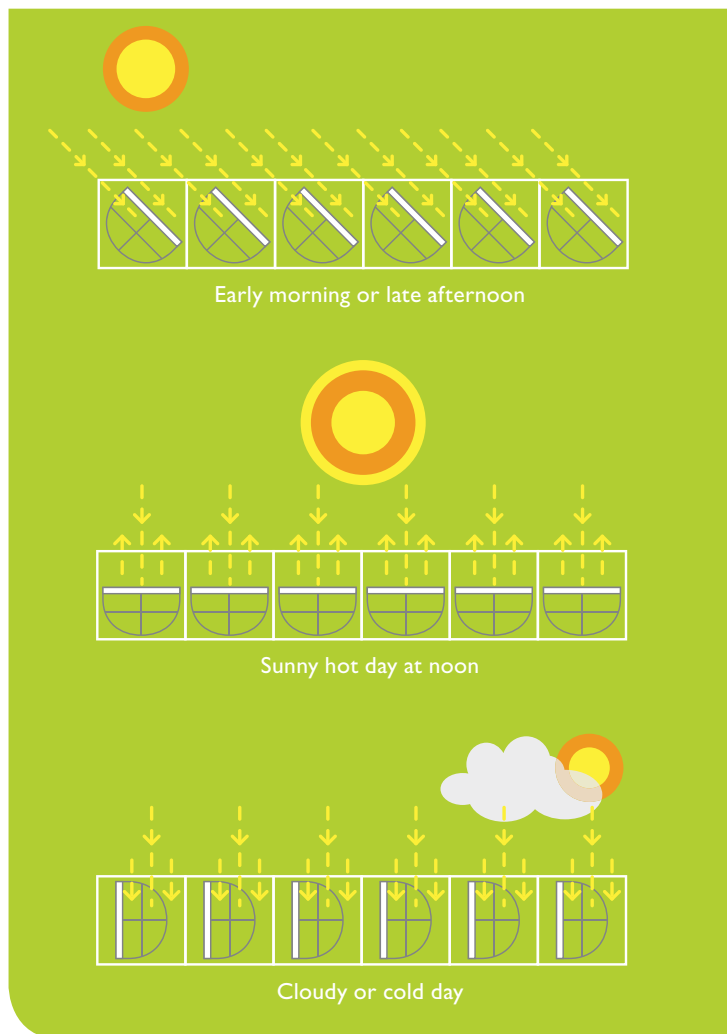 Early morning or late afternoon
Sunny hot day at noon
Cloudy or cold day